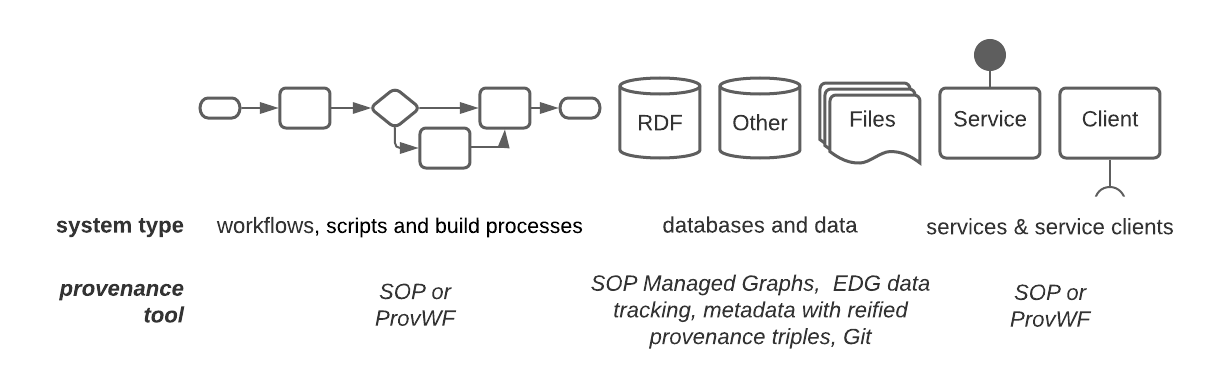 RDF
Other
Files
Service
Client
system type
workflows, scripts and build processes
databases and data
services & service clients
provenance
tool
SOP or
ProvWF
SOP Managed Graphs,  EDG data
tracking, metadata with reified
provenance triples, Git
SOP or
ProvWF